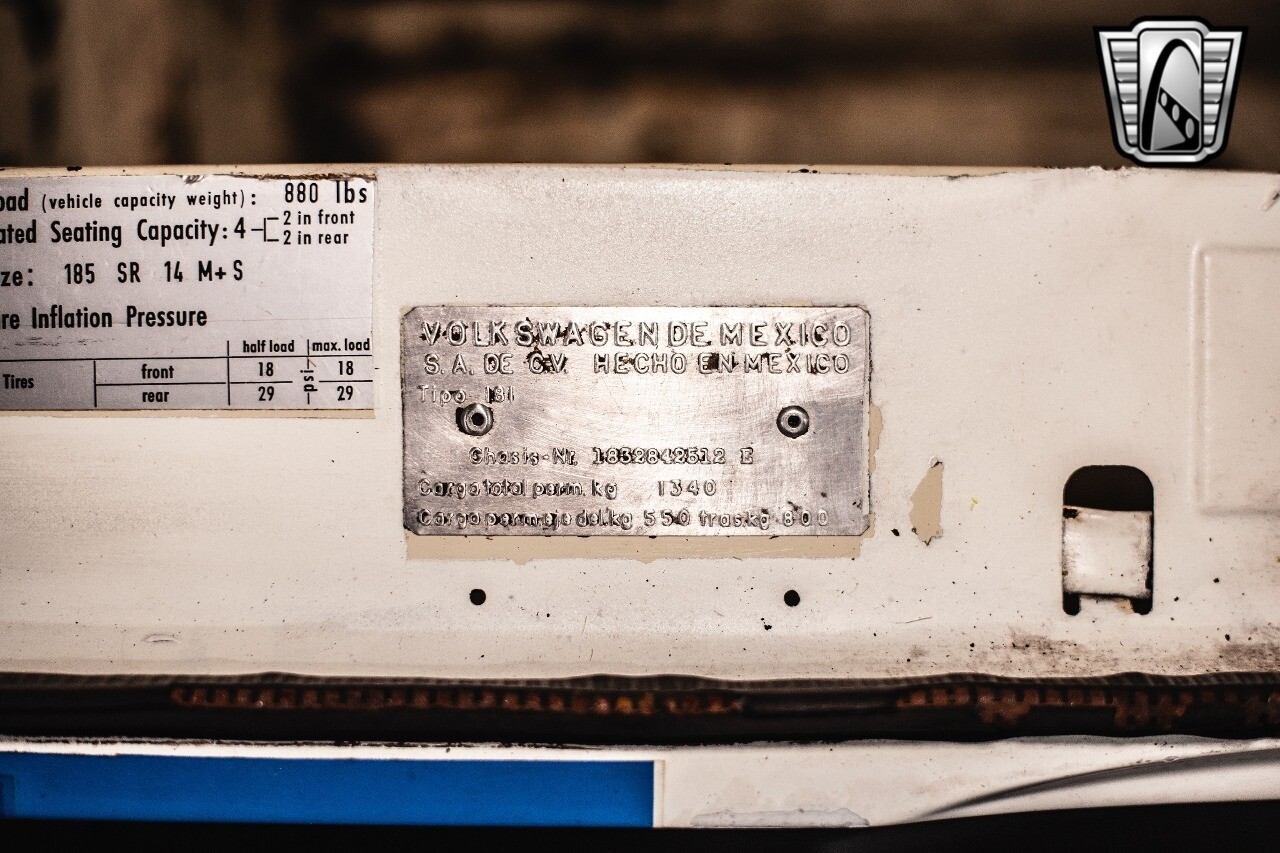 oad (vehicle capacity weight): 880 lbs
ated Seating Capacity: 4 2 in front
2 in rear
ze: 185 SR 14 M+S
re Inflation Pressure
half load max. load
Tires front 18 psi 18
rear 29 29
VOLKSWAGEN DE MEXICO
S. A. DE C.V. HECHO EN MEXICO
Tipo 181
Chasis-Nr. 1832842512 E
Carga total perm. kg 1340
Carga perm eje del.kg 550 tras.kg 800